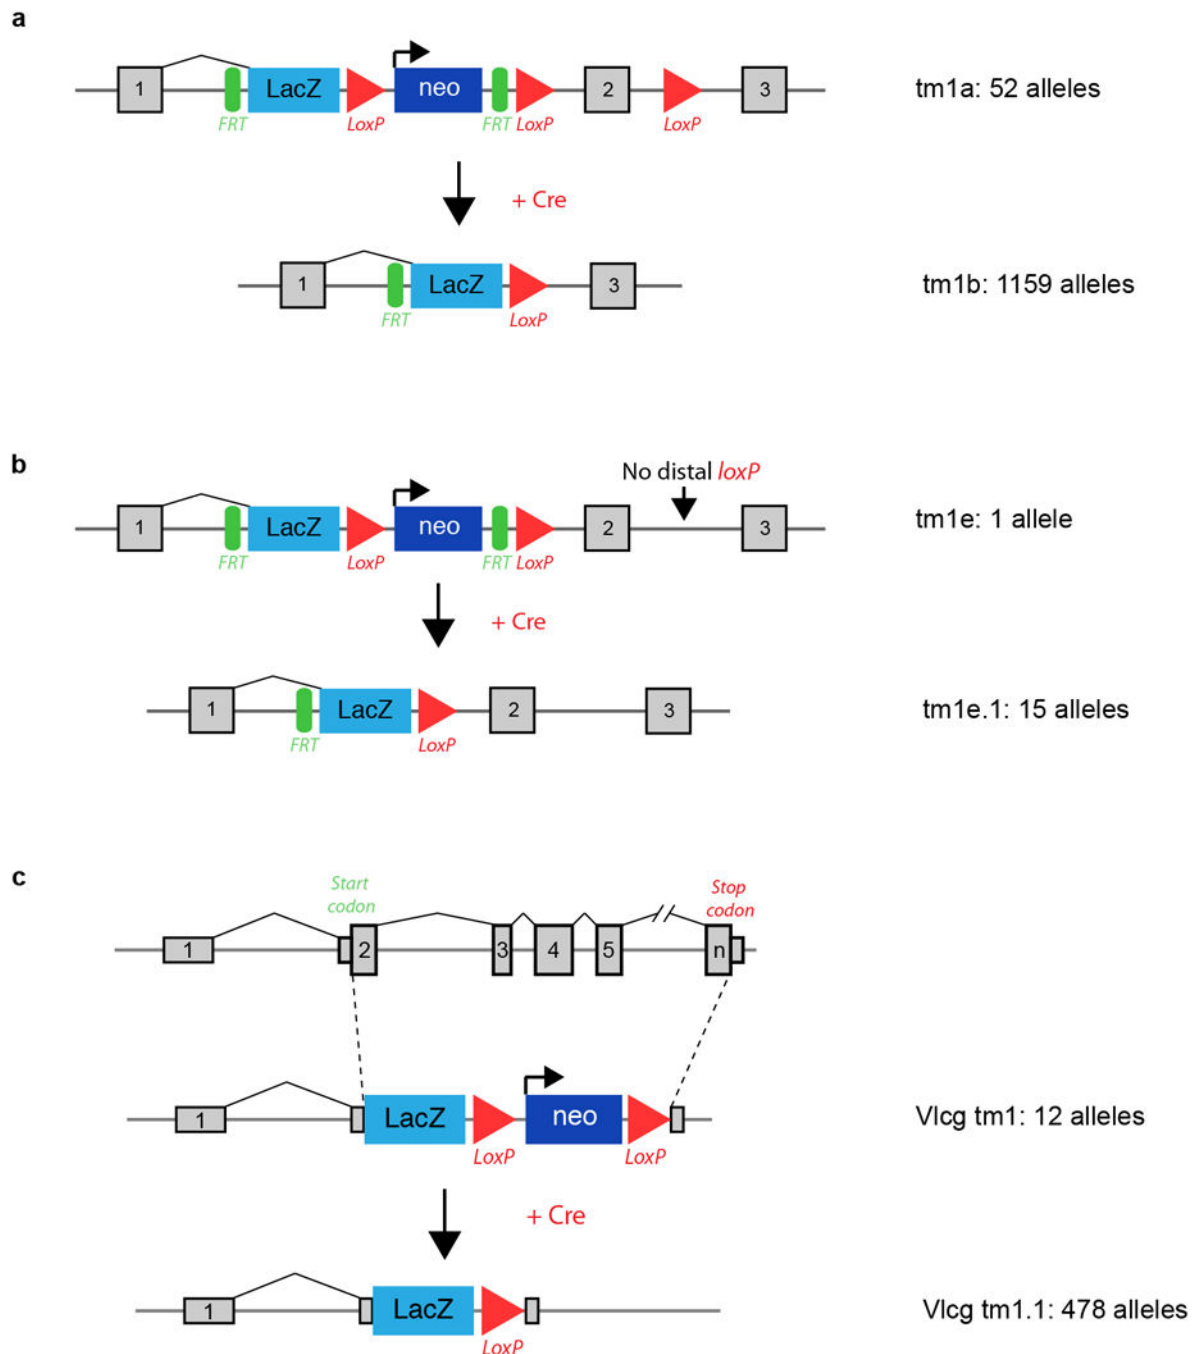 a
1 LacZ neo 2 3
FRT LoxP FRT LoxP LoxP
tm1a: 52 alleles
+ Cre
1 LacZ 3
FRT LoxP
tm1b: 1159 alleles
b
No distal loxP
1 LacZ neo 2 3
FRT LoxP FRT LoxP
tm1e: 1 allele
+ Cre
1 LacZ 2 3
FRT LoxP
tm1e.1: 15 alleles
c
Start
codon
Stop
codon
1 2 3 4 5 n
1 LacZ neo
LoxP LoxP
Vlcg tm1: 12 alleles
+ Cre
1 LacZ
LoxP
Vlcg tm1.1: 478 alleles